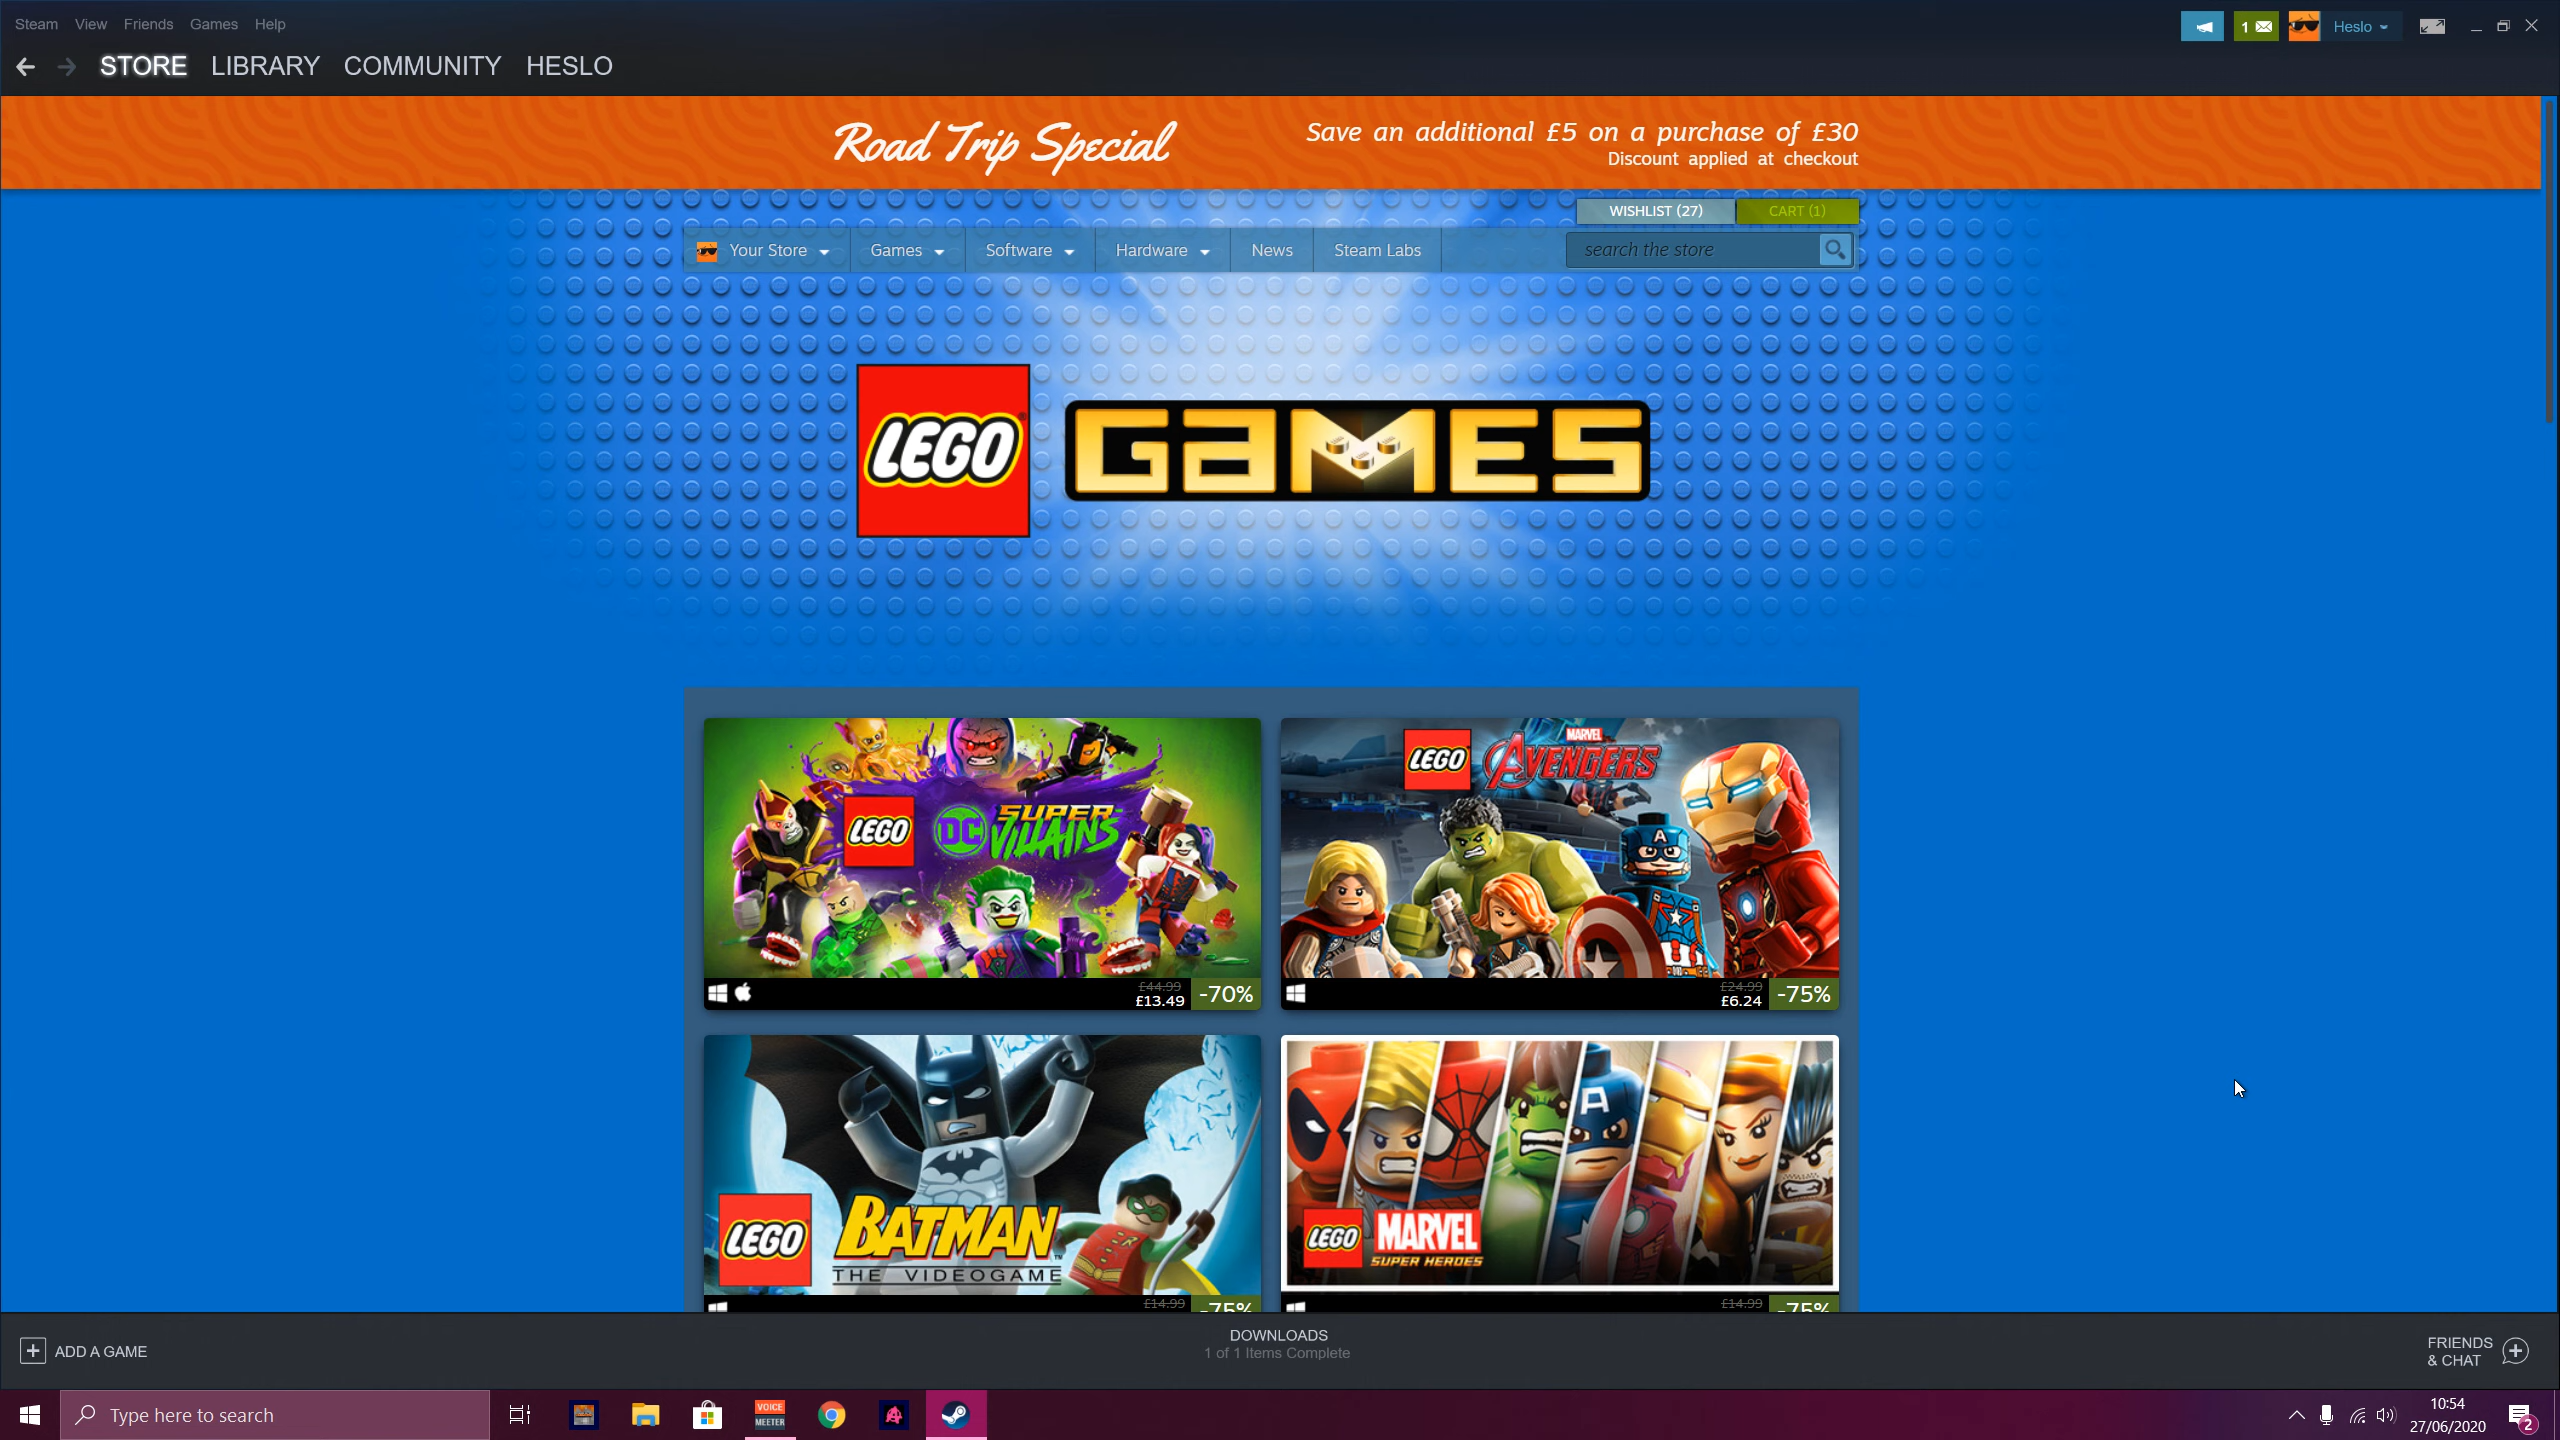 Steam View Friends Games Help
1
Heslo
STORE LIBRARY COMMUNITY HESLO
Road Trip Special
Save an additional £5 on a purchase of £30
Discount applied at checkout
WISHLIST (27)
CART (1)
Your Store
Games
Software
Hardware
News
Steam Labs
search the store
LEGO
GAMES
LEGO
DC
SUPER-
VILLAINS
£44.99
£13.49
-70%
LEGO
MARVEL
AVENGERS
A
£24.99
£6.24
-75%
LEGO
BATMAN
THE VIDEOGAME
£14.99
-75%
A
LEGO
MARVEL
SUPER HEROES
£14.99
-75%
ADD A GAME
DOWNLOADS
1 of 1 Items Complete
FRIENDS
& CHAT
Type here to search
VOICE
MEETER
10:54
27/06/2020
2